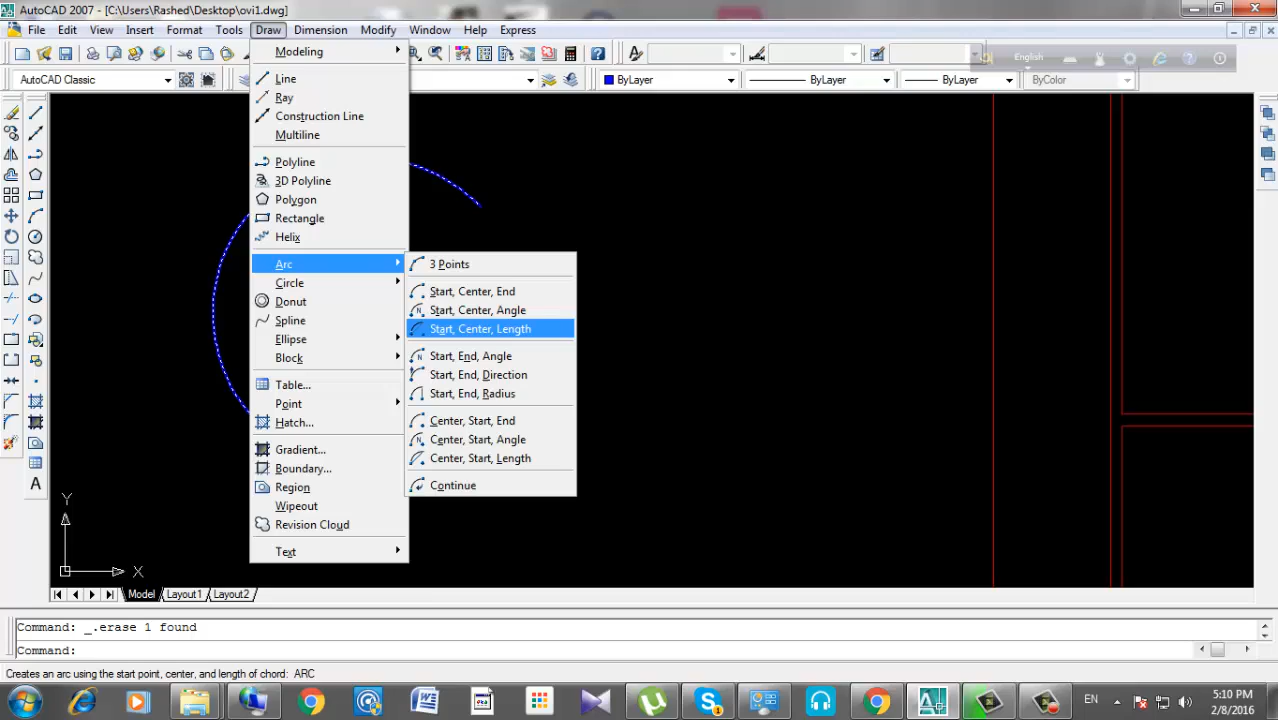 AutoCAD 2007 - [C:\Users\Rashed\Desktop\ovi1.dwg]
File Edit View Insert Format Tools Draw Dimension Modify Window Help Express
English
AutoCAD Classic
ByLayer
ByLayer
ByLayer
ByColor
Modeling
Line
Ray
Construction Line
Multiline
Polyline
3D Polyline
Polygon
Rectangle
Helix
Arc
Circle
Donut
Spline
Ellipse
Block
Table...
Point
Hatch...
Gradient...
Boundary...
Region
Wipeout
Revision Cloud
Text
3 Points
Start, Center, End
Start, Center, Angle
Start, Center, Length
Start, End, Angle
Start, End, Direction
Start, End, Radius
Center, Start, End
Center, Start, Angle
Center, Start, Length
Continue
A
Y
X
Model Layout1 Layout2
Command: _.erase 1 found
Command:
Creates an arc using the start point, center, and length of chord: ARC
EN
5:10 PM
2/8/2016